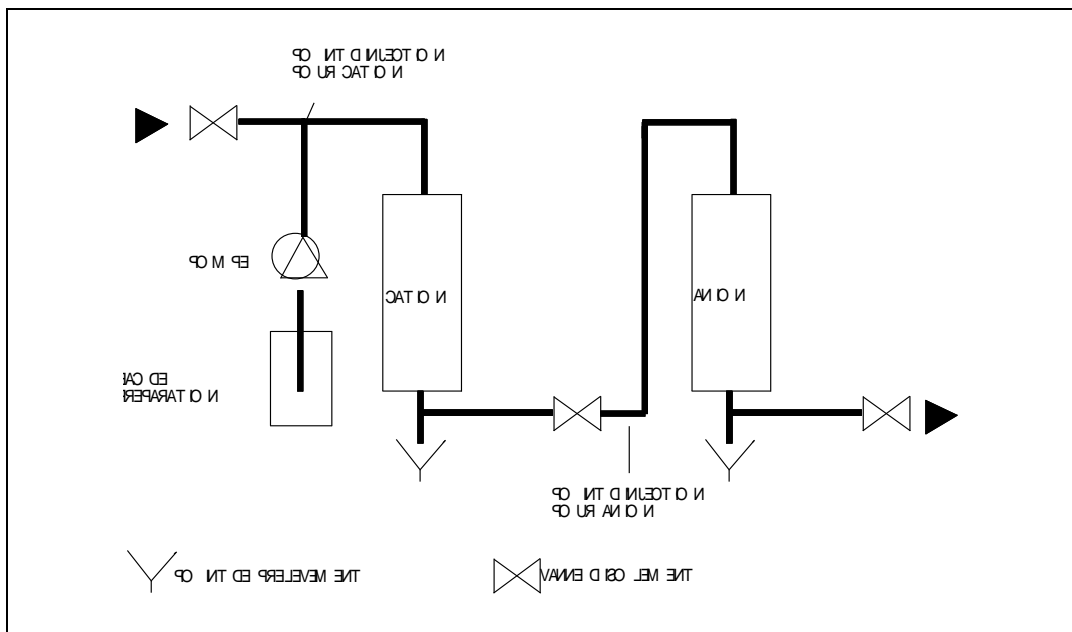 POINT D'INJECTION
POUR CATION
POMPE
CATION
ANION
BAC DE
PREPARATION
POINT D'INJECTION
POUR ANION
POINT DE PRELEVEMENT
VANNE D'ISOLEMENT